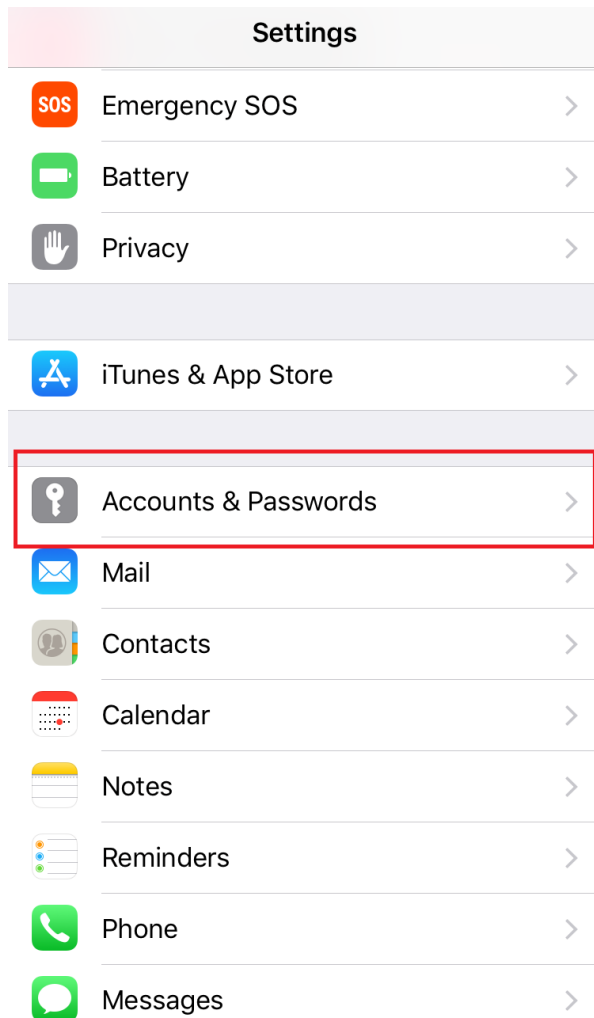 Settings
SOS Emergency SOS
Battery
Privacy
iTunes & App Store
Accounts & Passwords
Mail
Contacts
Calendar
Notes
Reminders
Phone
Messages